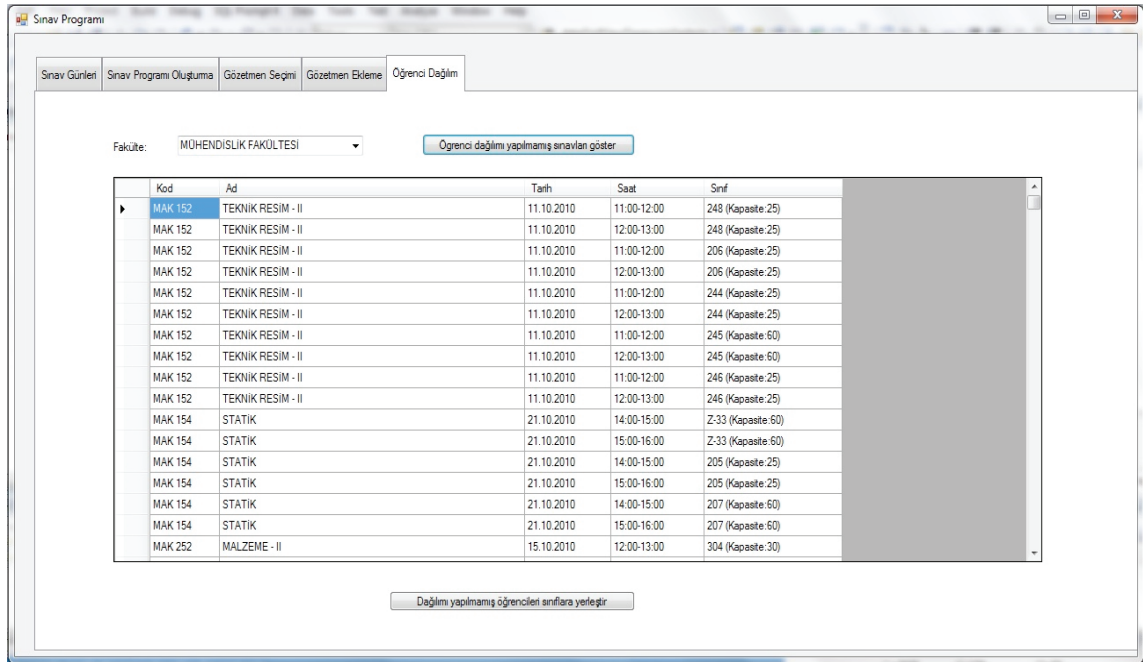 Sınav Programı
Sınav Günleri Sınav Programı Oluştuma Gözetmen Seçimi Gözetmen Ekleme Öğrenci Dağılım
Fakülte: MÜHENDİSLİK FAKÜLTESİ Ögrenci dağılımı yapılmamış sınavları göster
Kod Ad Tarih Saat Sınıf
MAK 152 TEKNİK RESİM - II 11.10.2010 11:00-12:00 248 (Kapasite:25)
MAK 152 TEKNİK RESİM - II 11.10.2010 12:00-13:00 248 (Kapasite:25)
MAK 152 TEKNİK RESİM - II 11.10.2010 11:00-12:00 206 (Kapasite:25)
MAK 152 TEKNİK RESİM - II 11.10.2010 12:00-13:00 206 (Kapasite:25)
MAK 152 TEKNİK RESİM - II 11.10.2010 11:00-12:00 244 (Kapasite:25)
MAK 152 TEKNİK RESİM - II 11.10.2010 12:00-13:00 244 (Kapasite:25)
MAK 152 TEKNİK RESİM - II 11.10.2010 11:00-12:00 245 (Kapasite:60)
MAK 152 TEKNİK RESİM - II 11.10.2010 12:00-13:00 245 (Kapasite:60)
MAK 152 TEKNİK RESİM - II 11.10.2010 11:00-12:00 246 (Kapasite:25)
MAK 152 TEKNİK RESİM - II 11.10.2010 12:00-13:00 246 (Kapasite:25)
MAK 154 STATİK 21.10.2010 14:00-15:00 Z-33 (Kapasite:60)
MAK 154 STATİK 21.10.2010 15:00-16:00 Z-33 (Kapasite:60)
MAK 154 STATİK 21.10.2010 14:00-15:00 205 (Kapasite:25)
MAK 154 STATİK 21.10.2010 15:00-16:00 205 (Kapasite:25)
MAK 154 STATİK 21.10.2010 14:00-15:00 207 (Kapasite:60)
MAK 154 STATİK 21.10.2010 15:00-16:00 207 (Kapasite:60)
MAK 252 MALZEME - II 15.10.2010 12:00-13:00 304 (Kapasite:30)
Dağılımı yapılmamış öğrencileri sınıflara yerleştir